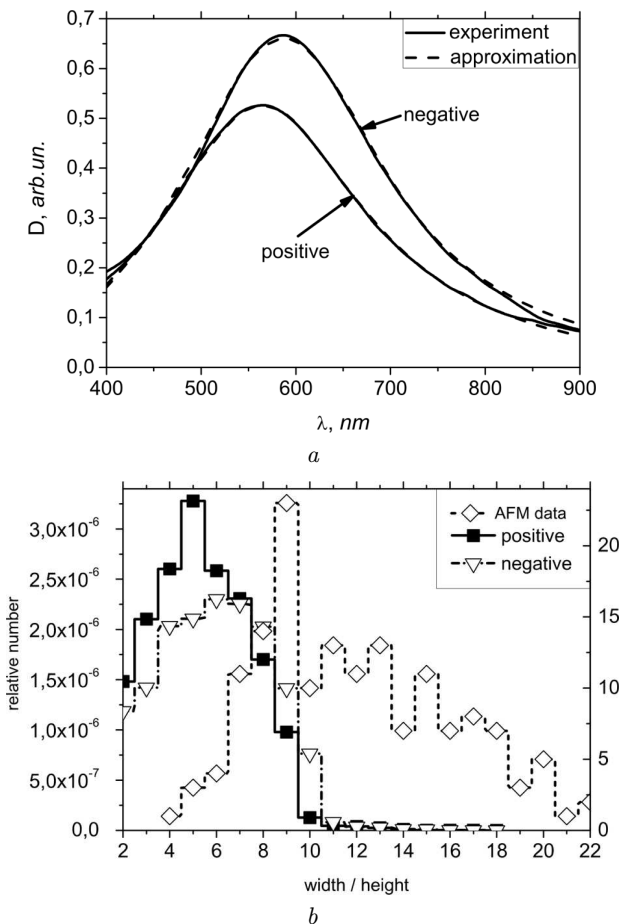 0,7
0,6
0,5
0,4
0,3
0,2
0,1
0,0
D, arb.un.
experiment
approximation
negative
positive
400 500 600 700 800 900
λ, nm
a
3,0x10⁻⁶
2,5x10⁻⁶
2,0x10⁻⁶
1,5x10⁻⁶
1,0x10⁻⁶
5,0x10⁻⁷
0,0
relative number
AFM data
positive
negative
20
15
10
5
0
2 4 6 8 10 12 14 16 18 20 22
width / height
b